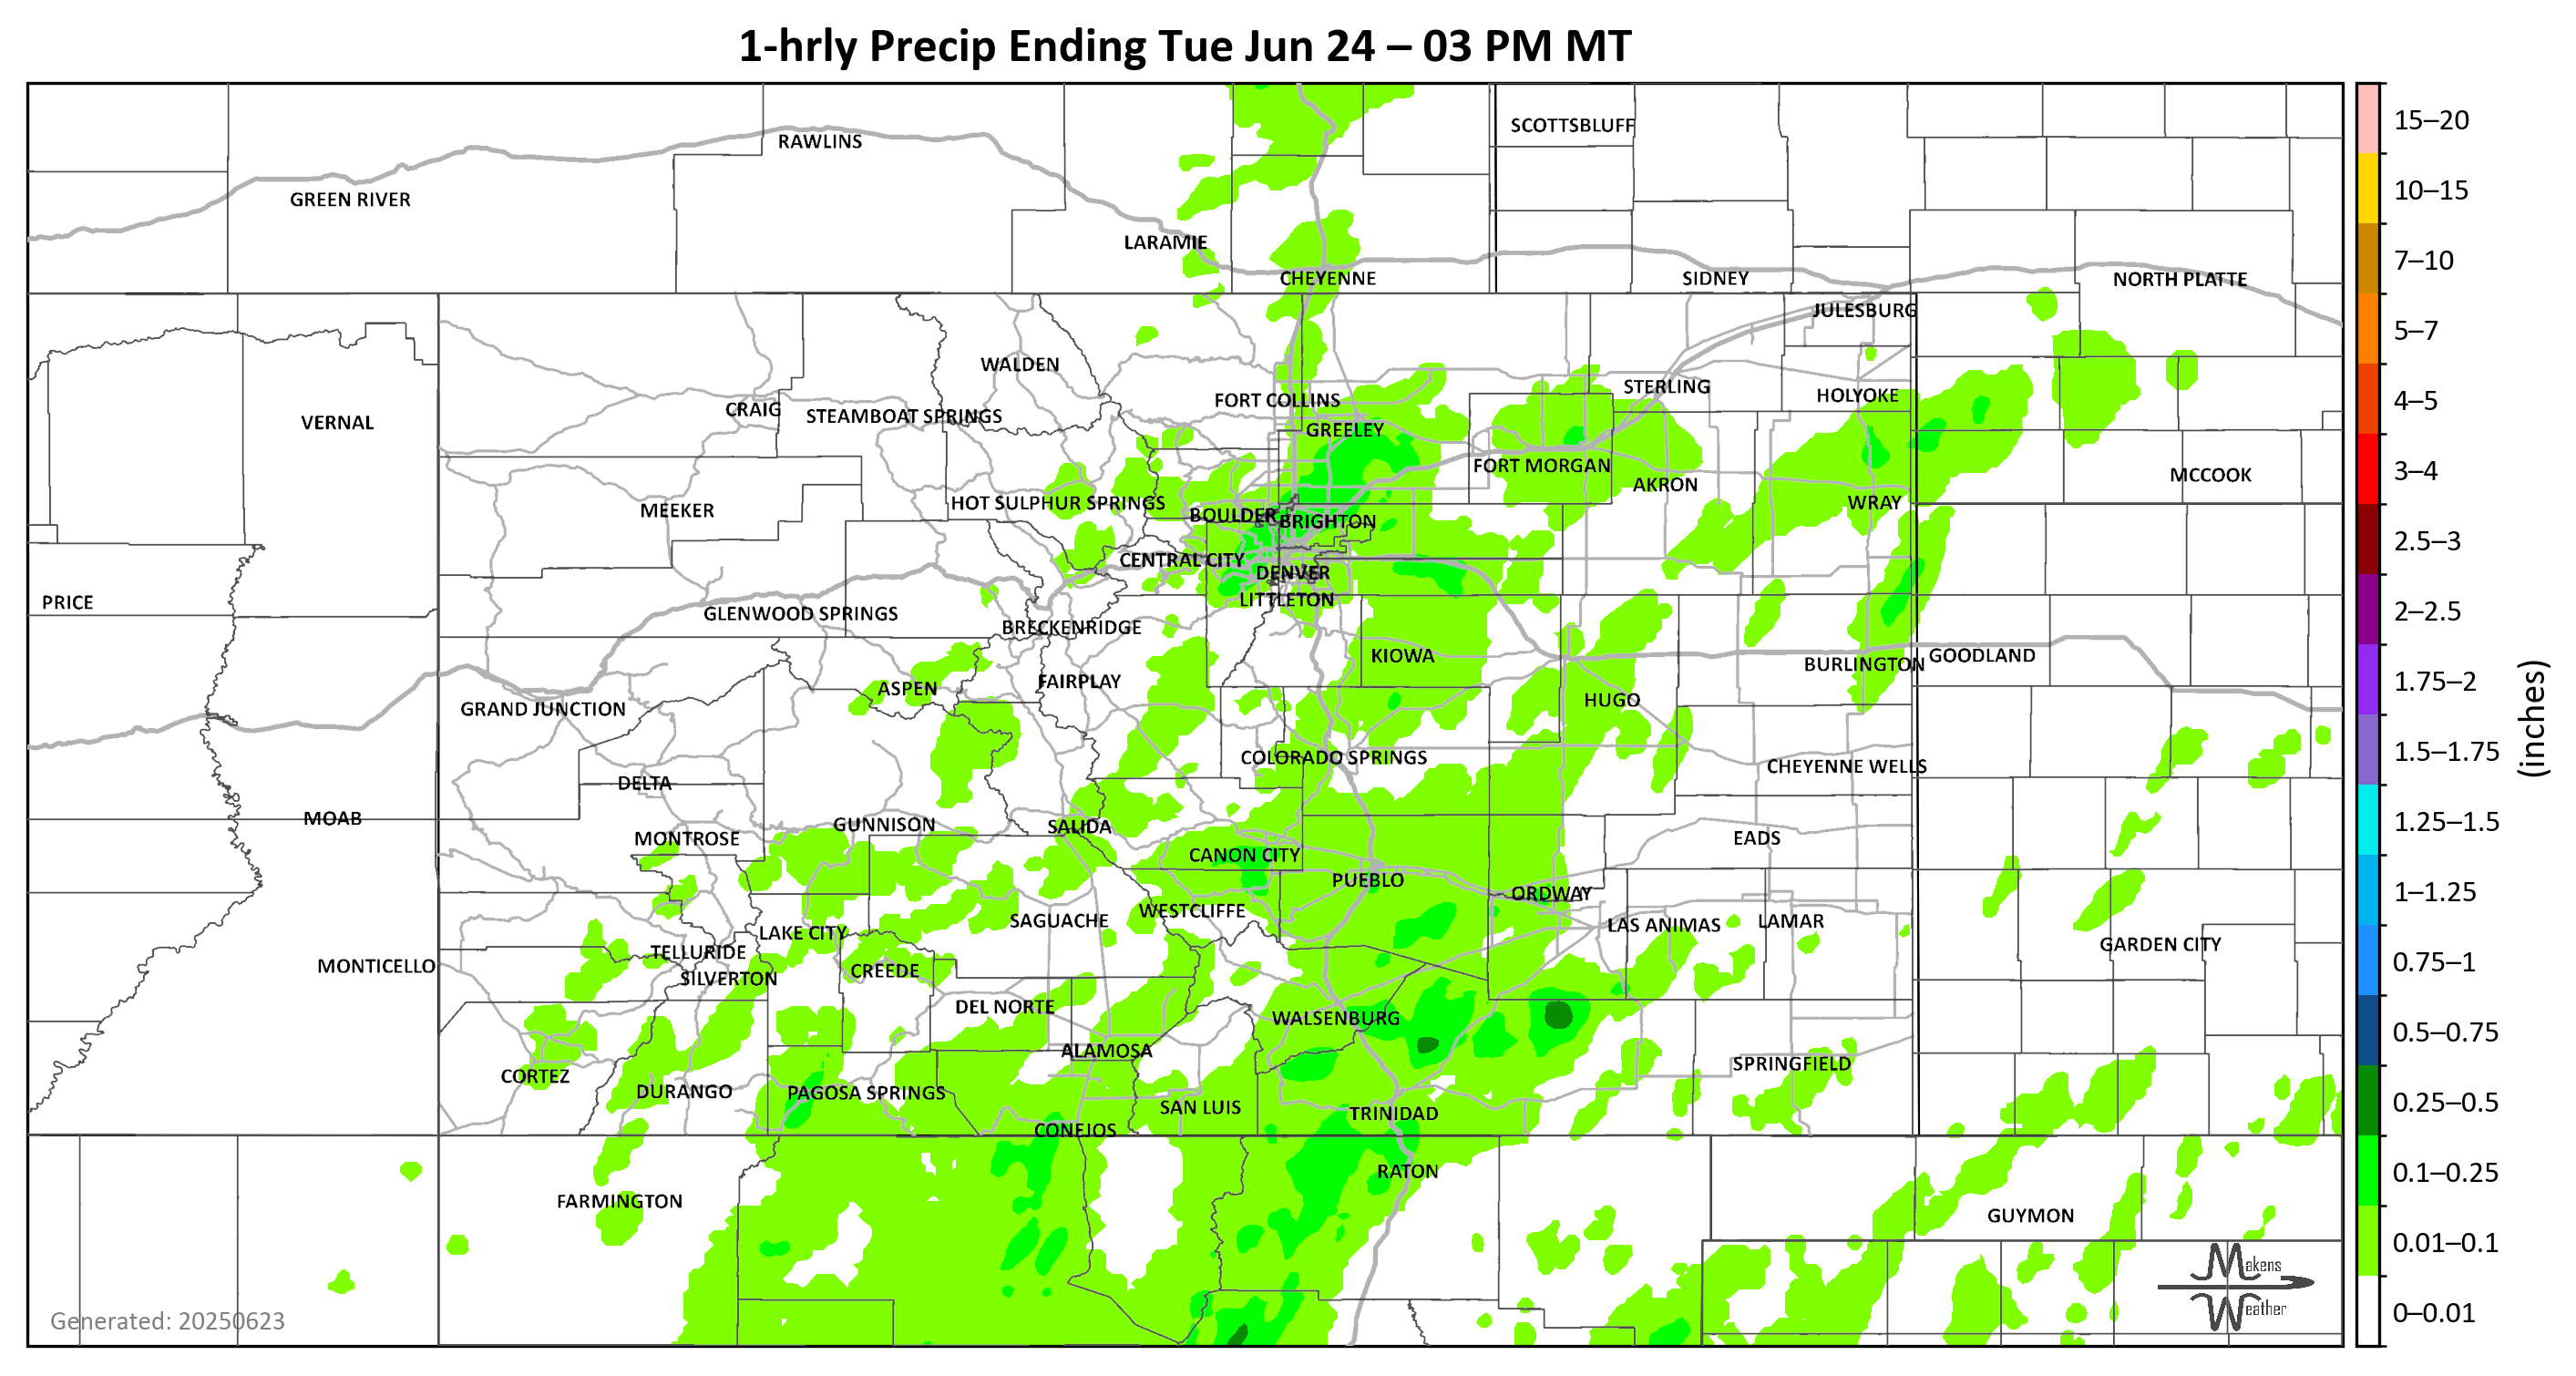 1-hrly Precip Ending Tue Jun 24 – 03 PM MT
SCOTTSBLUFF
RAWLINS
GREEN RIVER
LARAMIE
CHEYENNE
SIDNEY
NORTH PLATTE
JULESBURG
WALDEN
STERLING
HOLYOKE
FORT COLLINS
CRAIG
STEAMBOAT SPRINGS
VERNAL
GREELEY
FORT MORGAN
MCCOOK
AKRON
HOT SULPHUR SPRINGS
WRAY
MEEKER
BOULDER
BRIGHTON
CENTRAL CITY
DENVER
LITTLETON
PRICE
GLENWOOD SPRINGS
BRECKENRIDGE
KIOWA
GOODLAND
BURLINGTON
FAIRPLAY
ASPEN
HUGO
GRAND JUNCTION
COLORADO SPRINGS
CHEYENNE WELLS
DELTA
MOAB
GUNNISON
SALIDA
MONTROSE
EADS
CANON CITY
PUEBLO
ORDWAY
WESTCLIFFE
SAGUACHE
LAS ANIMAS
LAMAR
LAKE CITY
GARDEN CITY
TELLURIDE
MONTICELLO
CREEDE
SILVERTON
DEL NORTE
WALSENBURG
ALAMOSA
SPRINGFIELD
CORTEZ
DURANGO
PAGOSA SPRINGS
SAN LUIS
TRINIDAD
CONEJOS
RATON
FARMINGTON
GUYMON
Makens
Weather
Generated: 20250623
15–20
10–15
7–10
5–7
4–5
3–4
2.5–3
2–2.5
1.75–2
1.5–1.75
1.25–1.5
1–1.25
0.75–1
0.5–0.75
0.25–0.5
0.1–0.25
0.01–0.1
0–0.01
(inches)